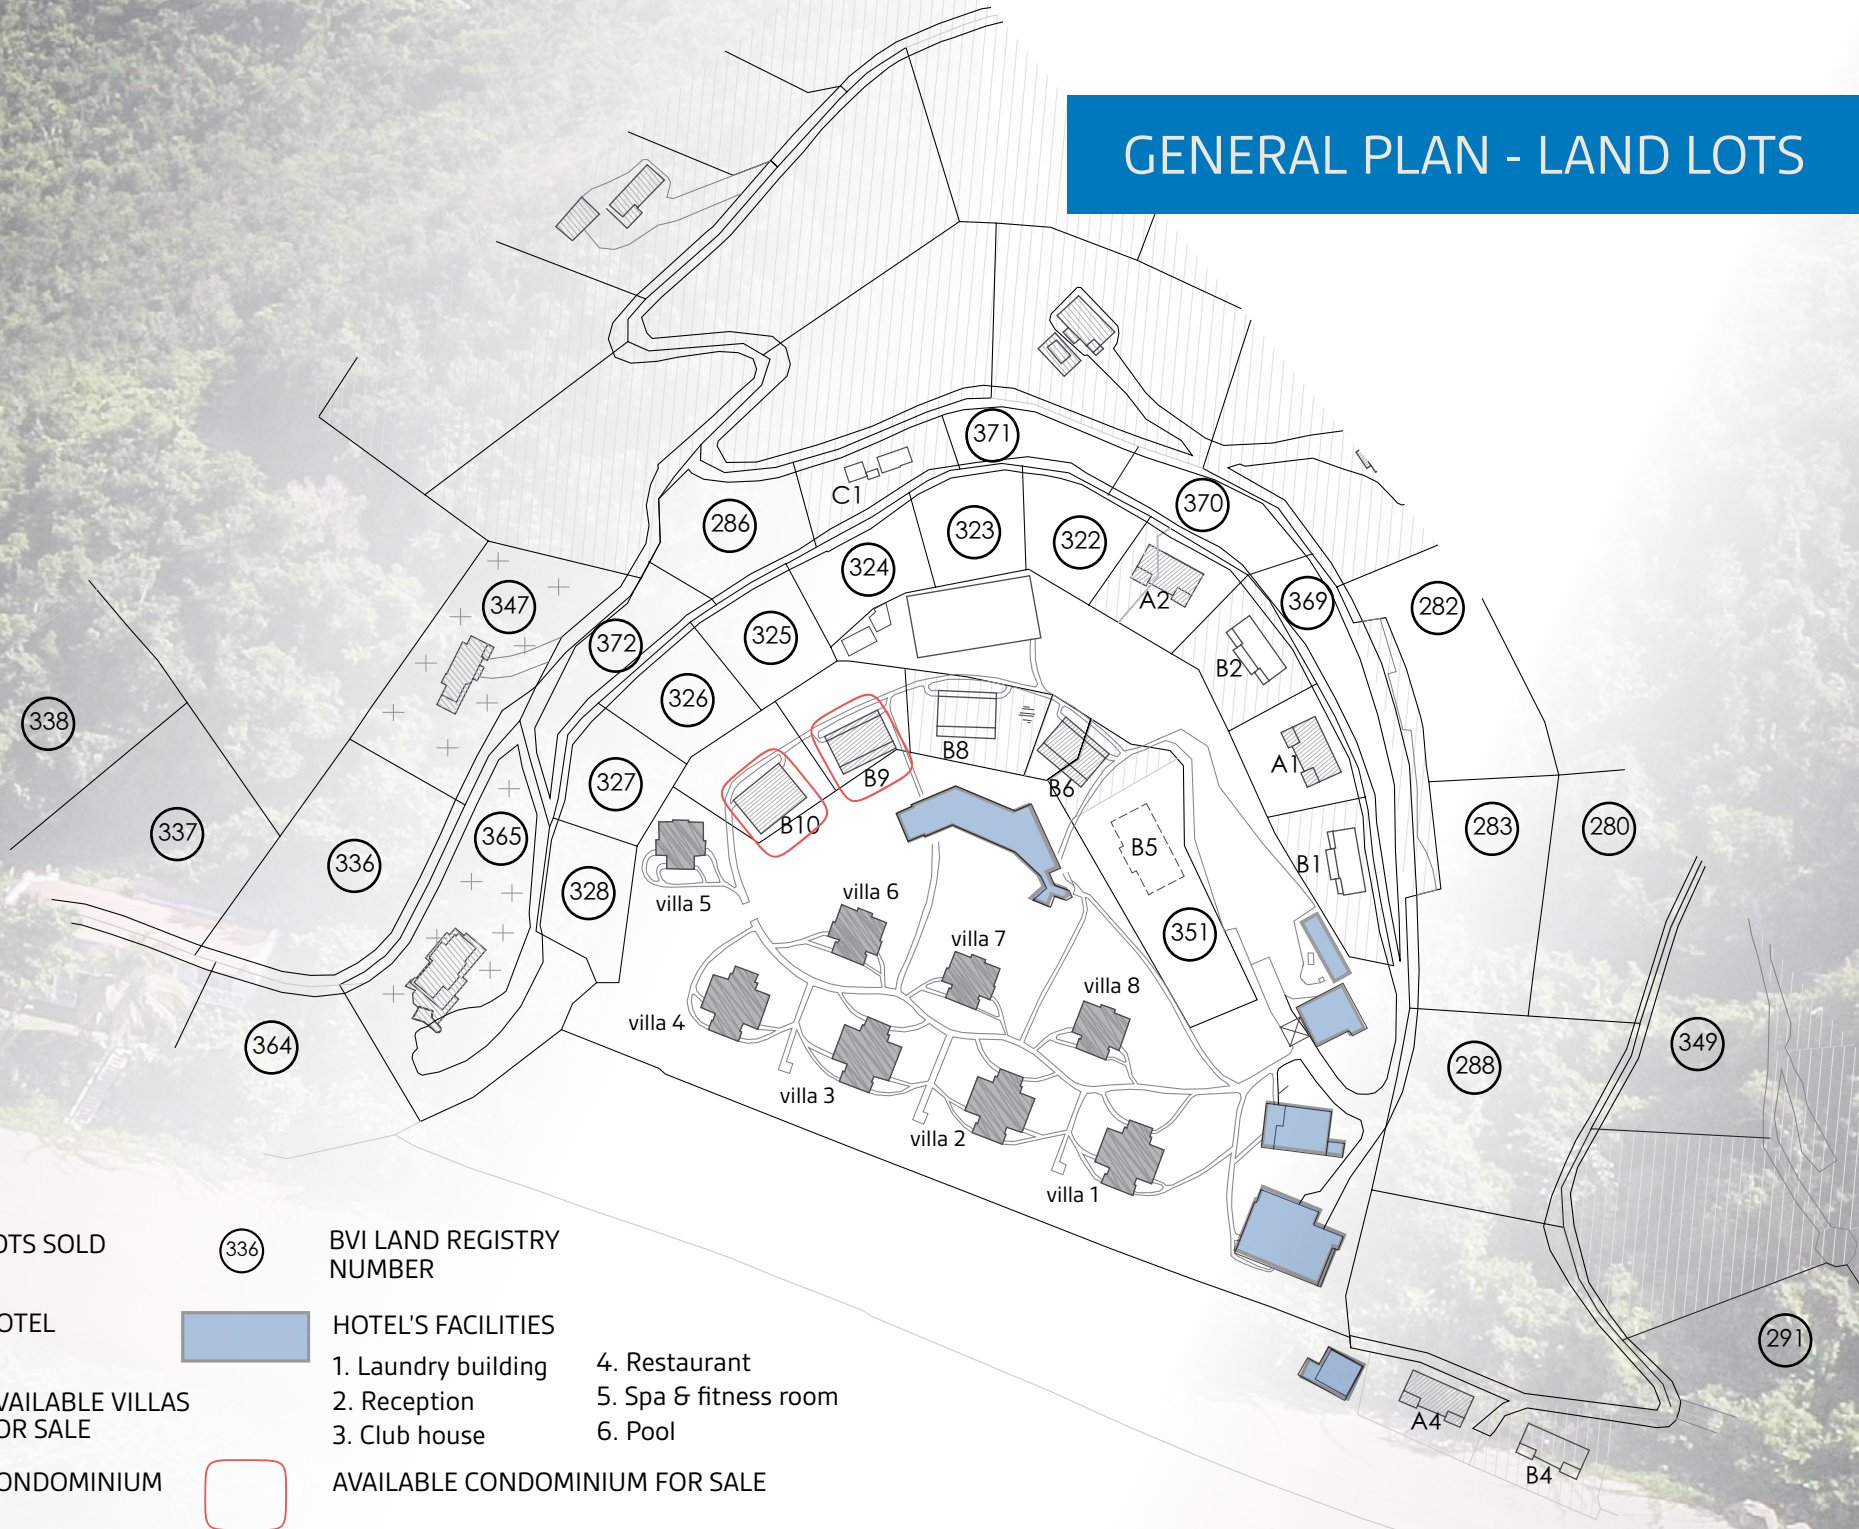 GENERAL PLAN - LAND LOTS
371
C1
370
286
323
322
324
A2
347
369
282
325
372
B2
326
338
B8
A1
B9
B6
327
B10
337
365
283
280
336
B5
B1
328
villa 6
villa 5
351
villa 7
villa 8
villa 4
364
349
288
villa 3
villa 2
villa 1
291
A4
B4
OTS SOLD
336
BVI LAND REGISTRY
NUMBER
OTEL
HOTEL'S FACILITIES
1. Laundry building
2. Reception
3. Club house
4. Restaurant
5. Spa & fitness room
6. Pool
VAILABLE VILLAS
OR SALE
ONDOMINIUM
AVAILABLE CONDOMINIUM FOR SALE